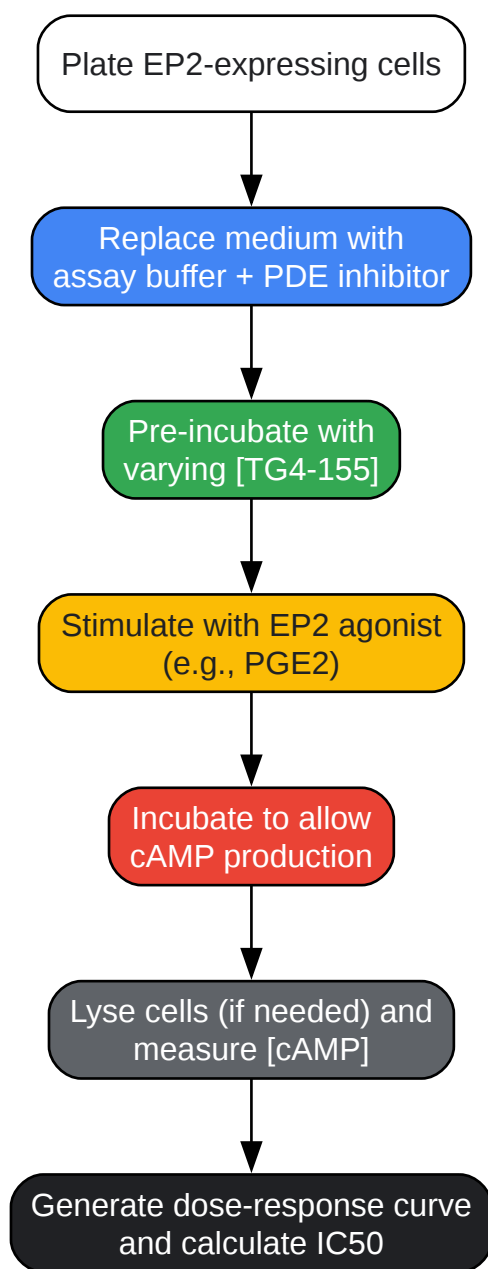 Plate EP2-expressing cells
Replace medium with
assay buffer + PDE inhibitor
Pre-incubate with
varying [TG4-155]
Stimulate with EP2 agonist
(e.g., PGE2)
Incubate to allow
cAMP production
Lyse cells (if needed) and
measure [cAMP]
Generate dose-response curve
and calculate IC50